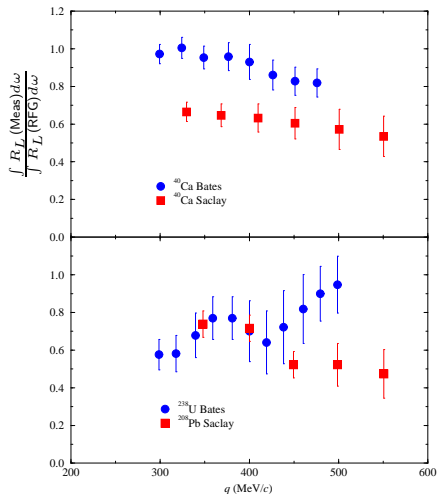 1.2
1.0
0.8
0.6
0.4
0.2
0.0
⁴⁰Ca Bates
⁴⁰Ca Saclay
∫ R_L (Meas)dω
∫ R_L (RFG)dω
1.0
0.8
0.6
0.4
0.2
0.0
²³⁸U Bates
²⁰⁸Pb Saclay
200 300 400 500 600
q (MeV/c)